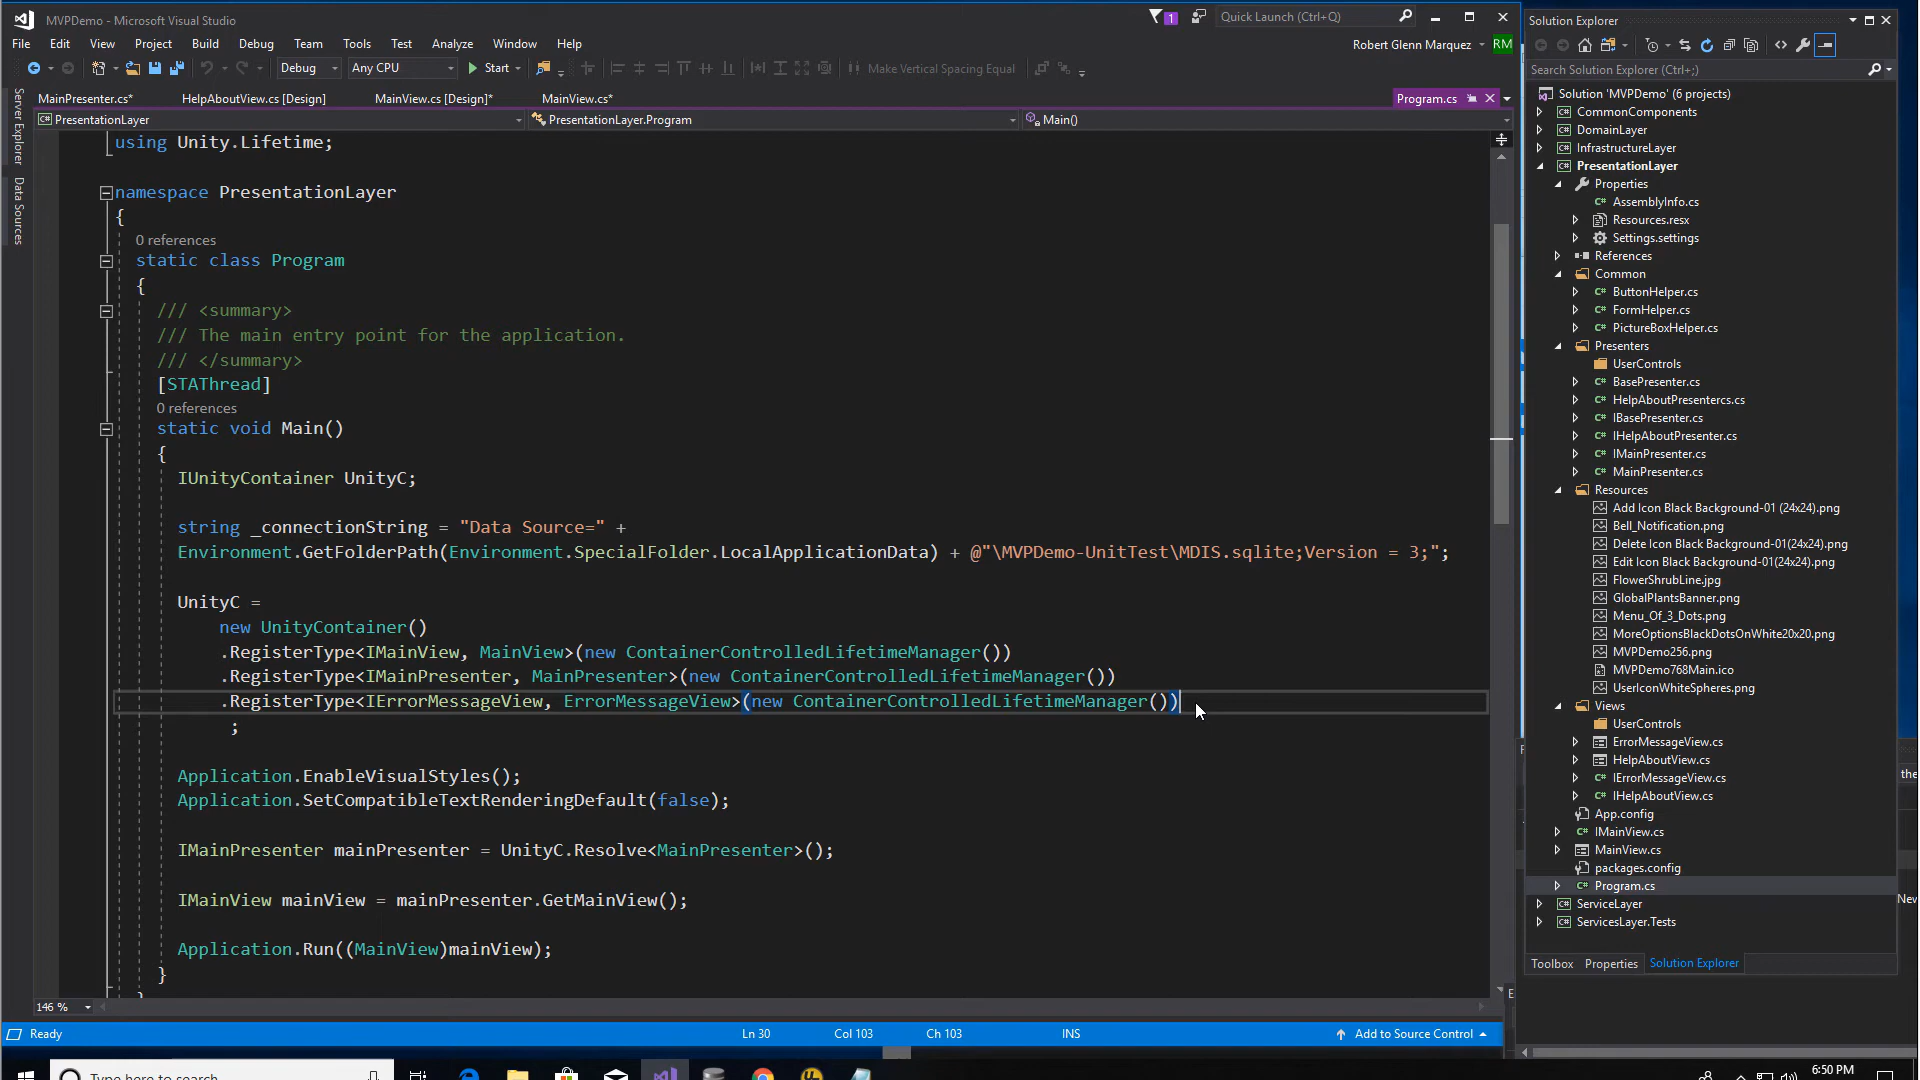 MVPDemo - Microsoft Visual Studio
1
Quick Launch (Ctrl+Q)
File Edit View Project Build Debug Team Tools Test Analyze Window Help
Robert Glenn Marquez RM
Debug Any CPU Start Make Vertical Spacing Equal
MainPresenter.cs* HelpAboutView.cs [Design] MainView.cs [Design]* MainView.cs* Program.cs
PresentationLayer PresentationLayer.Program Main()
Server Explorer
Data Sources
using Unity.Lifetime;
namespace PresentationLayer
{
0 references
static class Program
{
/// <summary>
/// The main entry point for the application.
/// </summary>
[STAThread]
0 references
static void Main()
{
IUnityContainer UnityC;
string _connectionString = "Data Source=" +
Environment.GetFolderPath(Environment.SpecialFolder.LocalApplicationData) + @"\MVPDemo-UnitTest\MDIS.sqlite;Version = 3;";
UnityC =
new UnityContainer()
.RegisterType<IMainView, MainView>(new ContainerControlledLifetimeManager())
.RegisterType<IMainPresenter, MainPresenter>(new ContainerControlledLifetimeManager())
.RegisterType<IErrorMessageView, ErrorMessageView>(new ContainerControlledLifetimeManager())
;
Application.EnableVisualStyles();
Application.SetCompatibleTextRenderingDefault(false);
IMainPresenter mainPresenter = UnityC.Resolve<MainPresenter>();
IMainView mainView = mainPresenter.GetMainView();
Application.Run((MainView)mainView);
}
146 %
Ready Ln 30 Col 103 Ch 103 INS Add to Source Control
Solution Explorer
Search Solution Explorer (Ctrl+;)
Solution 'MVPDemo' (6 projects)
CommonComponents
DomainLayer
InfrastructureLayer
PresentationLayer
Properties
AssemblyInfo.cs
Resources.resx
Settings.settings
References
Common
ButtonHelper.cs
FormHelper.cs
PictureBoxHelper.cs
Presenters
UserControls
BasePresenter.cs
HelpAboutPresentercs.cs
IBasePresenter.cs
IHelpAboutPresenter.cs
IMainPresenter.cs
MainPresenter.cs
Resources
Add Icon Black Background-01 (24x24).png
Bell_Notification.png
Delete Icon Black Background-01(24x24).png
Edit Icon Black Background-01(24x24).png
FlowerShrubLine.jpg
GlobalPlantsBanner.png
Menu_Of_3_Dots.png
MoreOptionsBlackDotsOnWhite20x20.png
MVPDemo256.png
MVPDemo768Main.ico
UserIconWhiteSpheres.png
Views
UserControls
ErrorMessageView.cs
HelpAboutView.cs
IErrorMessageView.cs
IHelpAboutView.cs
App.config
IMainView.cs
MainView.cs
packages.config
Program.cs
ServiceLayer
ServicesLayer.Tests
Toolbox Properties Solution Explorer
Type here to search
6:50 PM